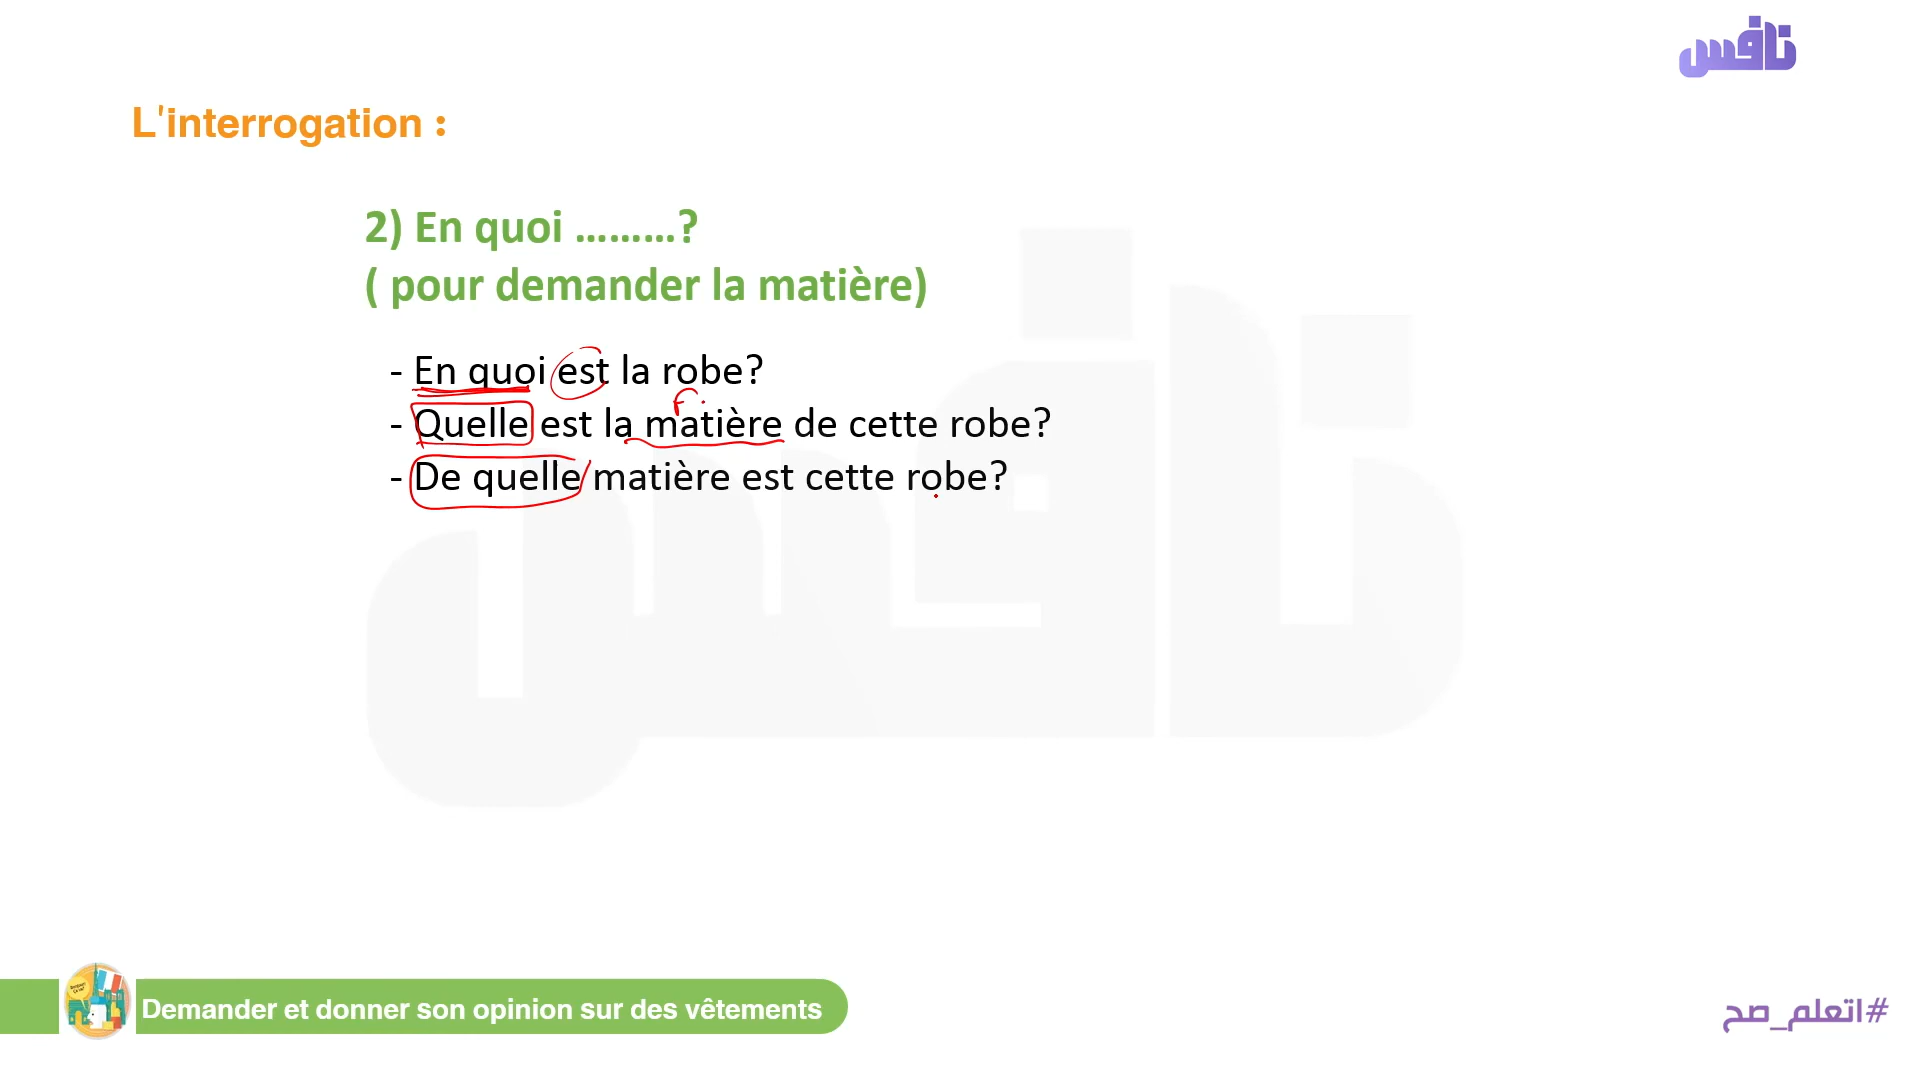 نافس
L'interrogation :
2) En quoi .........?
( pour demander la matière)
- En quoi est la robe?
f.
- Quelle est la matière de cette robe?
- De quelle matière est cette robe?
Demander et donner son opinion sur des vêtements
#اتعلم_صح